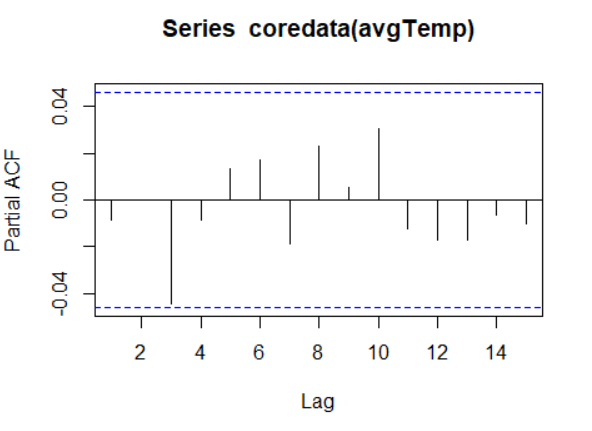 Series coredata(avgTemp)
Partial ACF
0.04
0.00
-0.04
2 4 6 8 10 12 14
Lag